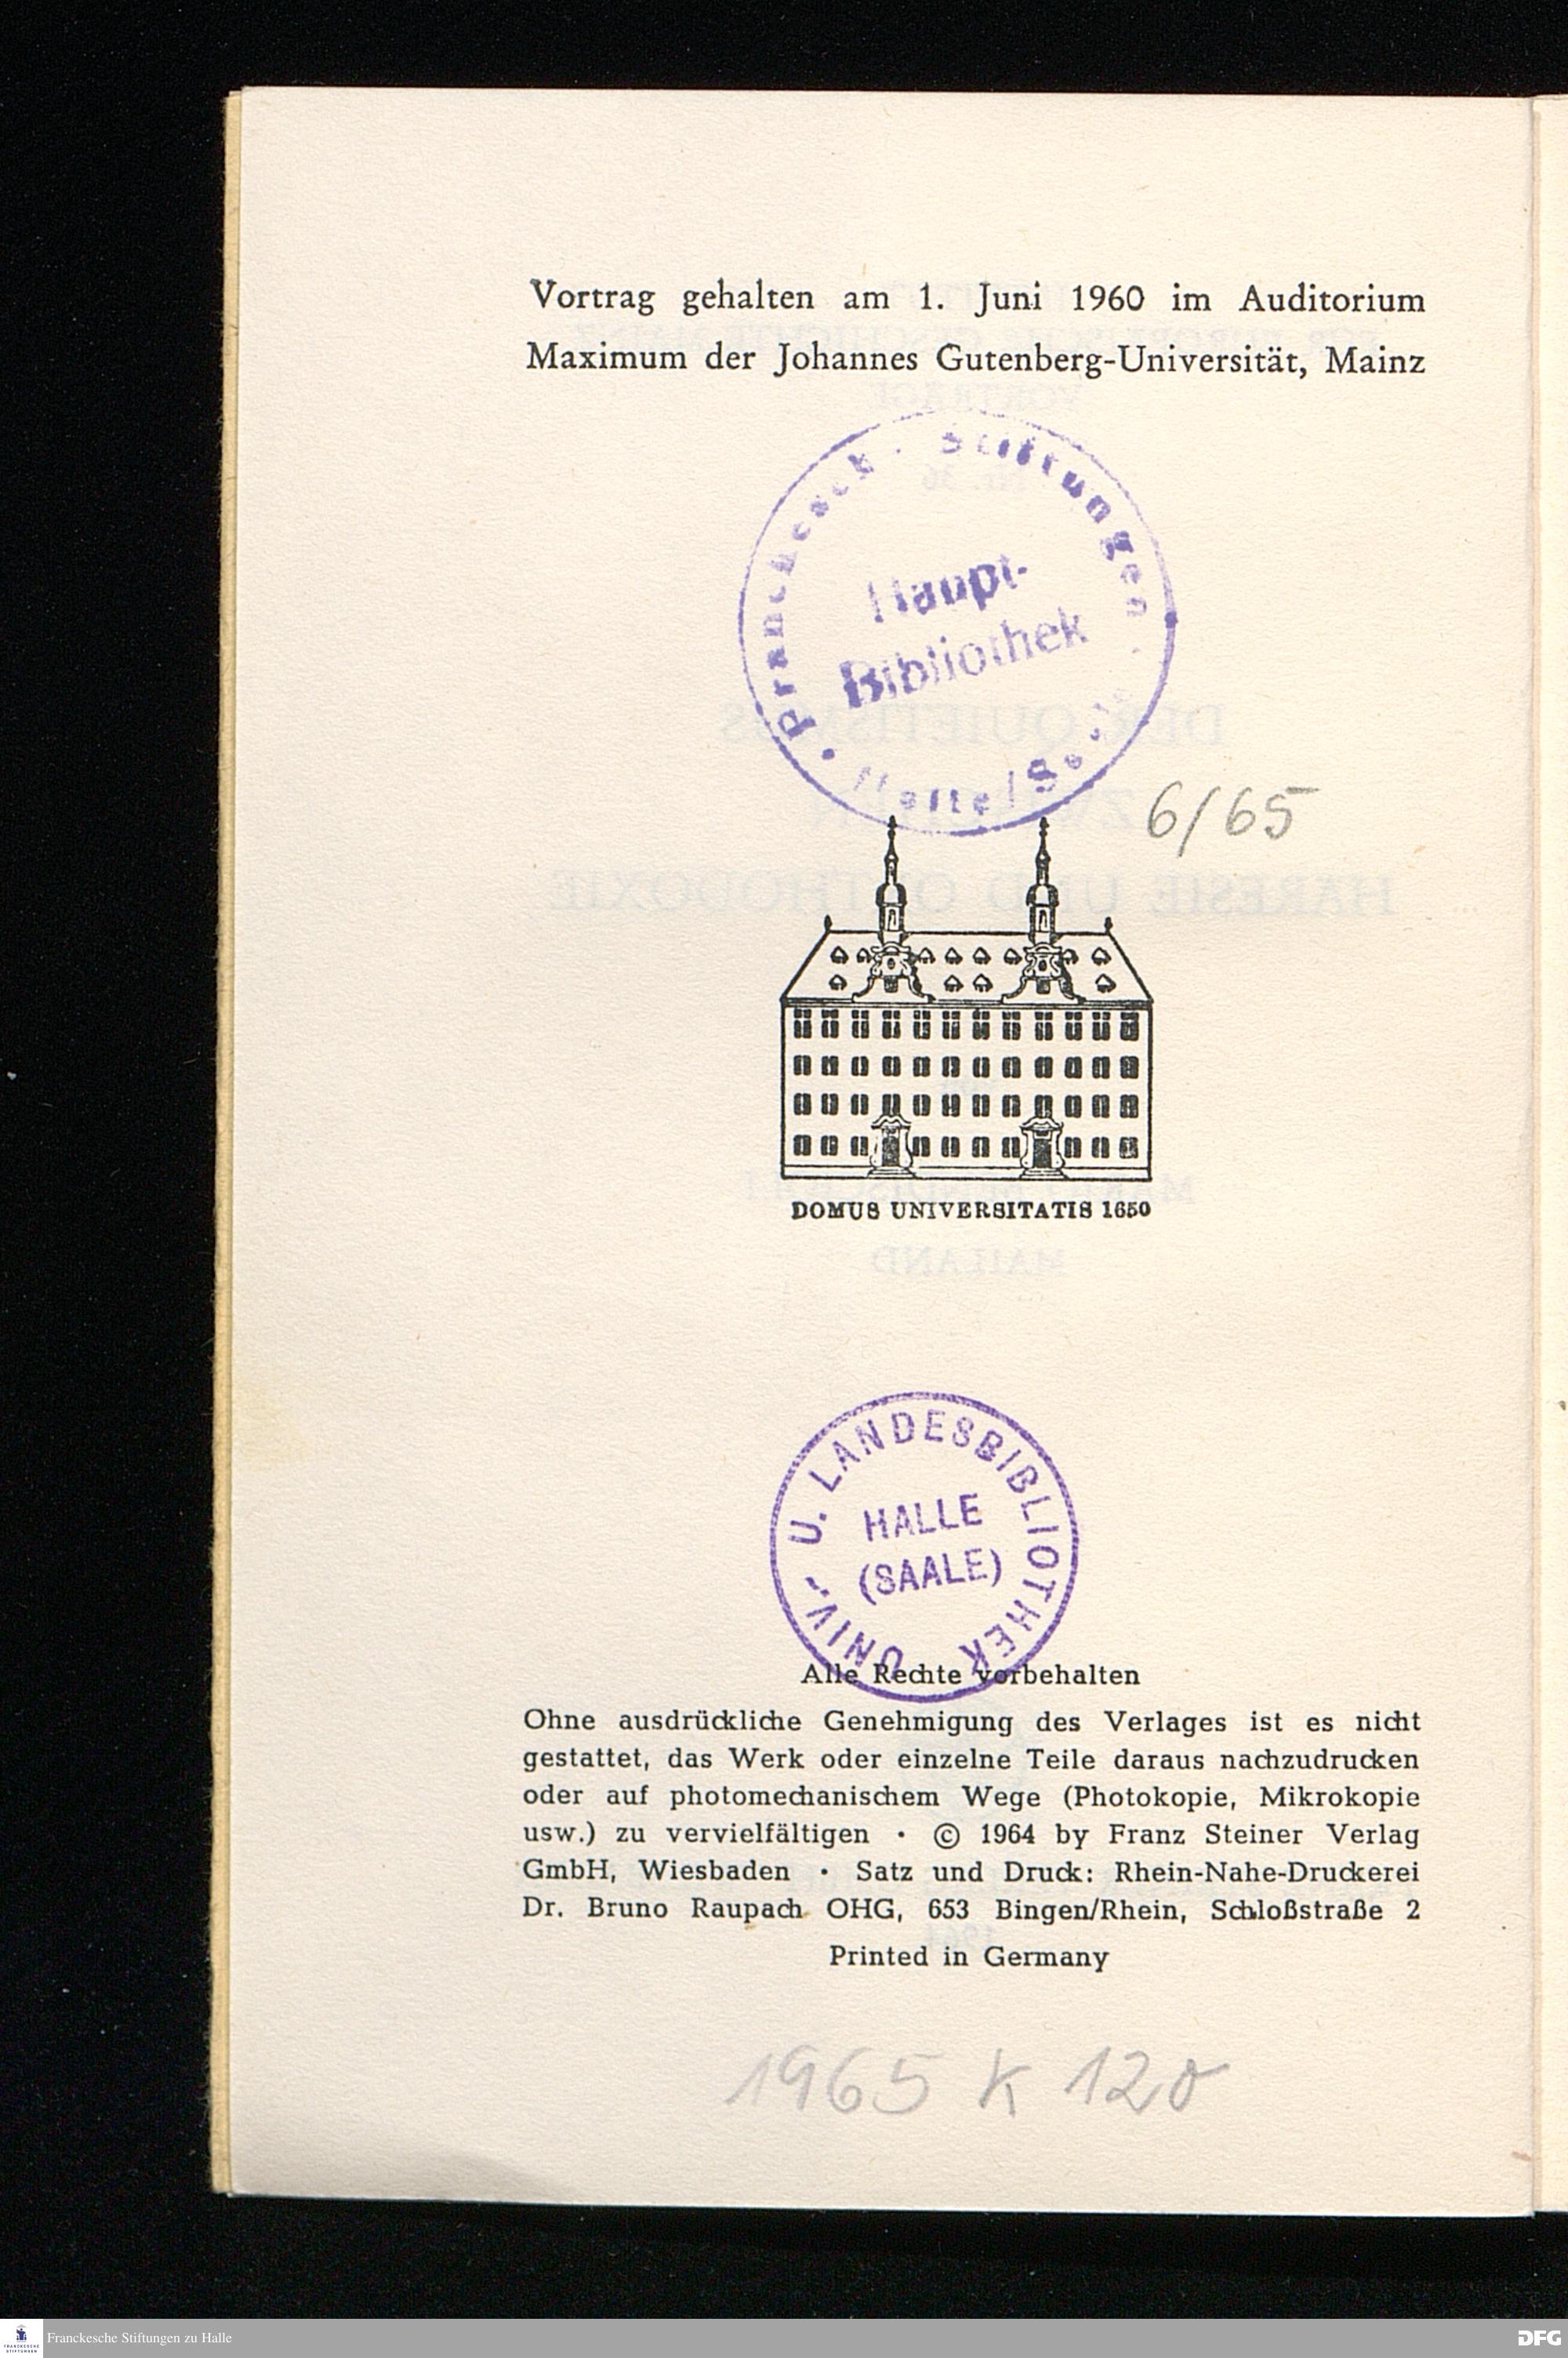 Vortrag gehalten am 1. Juni 1960 im Auditorium
Maximum der Johannes Gutenberg-Universität, Mainz
Stiftungen
Haupt-
Bibliothek
6/65
DOMUS UNIVERSITATIS 1650
UNIV.- U. LANDESBIBLIOTHEK
HALLE
(SAALE)
Alle Rechte vorbehalten
Ohne ausdrückliche Genehmigung des Verlages ist es nicht
gestattet, das Werk oder einzelne Teile daraus nachzudrucken
oder auf photomechanischem Wege (Photokopie, Mikrokopie
usw.) zu vervielfältigen • © 1964 by Franz Steiner Verlag
GmbH, Wiesbaden • Satz und Druck: Rhein-Nahe-Druckerei
Dr. Bruno Raupach OHG, 653 Bingen/Rhein, Schloßstraße 2
Printed in Germany
1965 K 120
FRANCKESCHE
STIFTUNGEN
Franckesche Stiftungen zu Halle
DFG